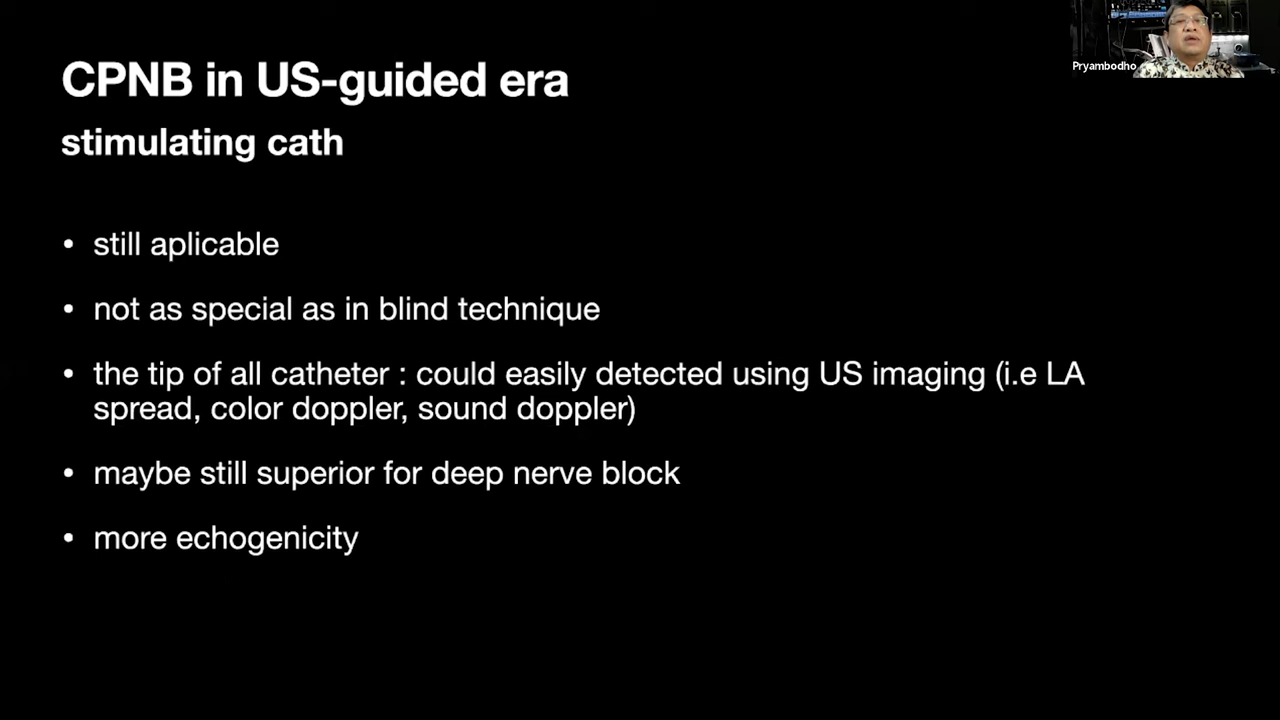 CPNB in US-guided era
stimulating cath
• still aplicable
• not as special as in blind technique
• the tip of all catheter : could easily detected using US imaging (i.e LA
spread, color doppler, sound doppler)
• maybe still superior for deep nerve block
• more echogenicity
Pryambodho